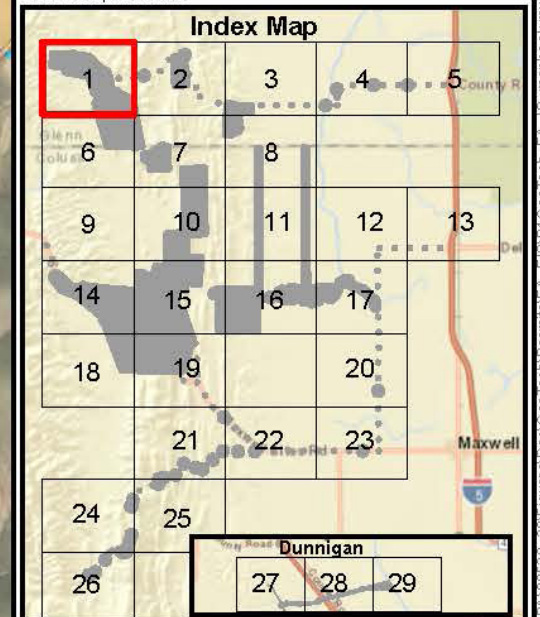 Index Map
1 2 3 4 5 County R
Glenn
Colusa
6 7 8
9 10 11 12 13
Del
14 15 16 17
18 19 20
21 22 23 Maxwell
5
24 25
Dunnigan
26 27 28 29